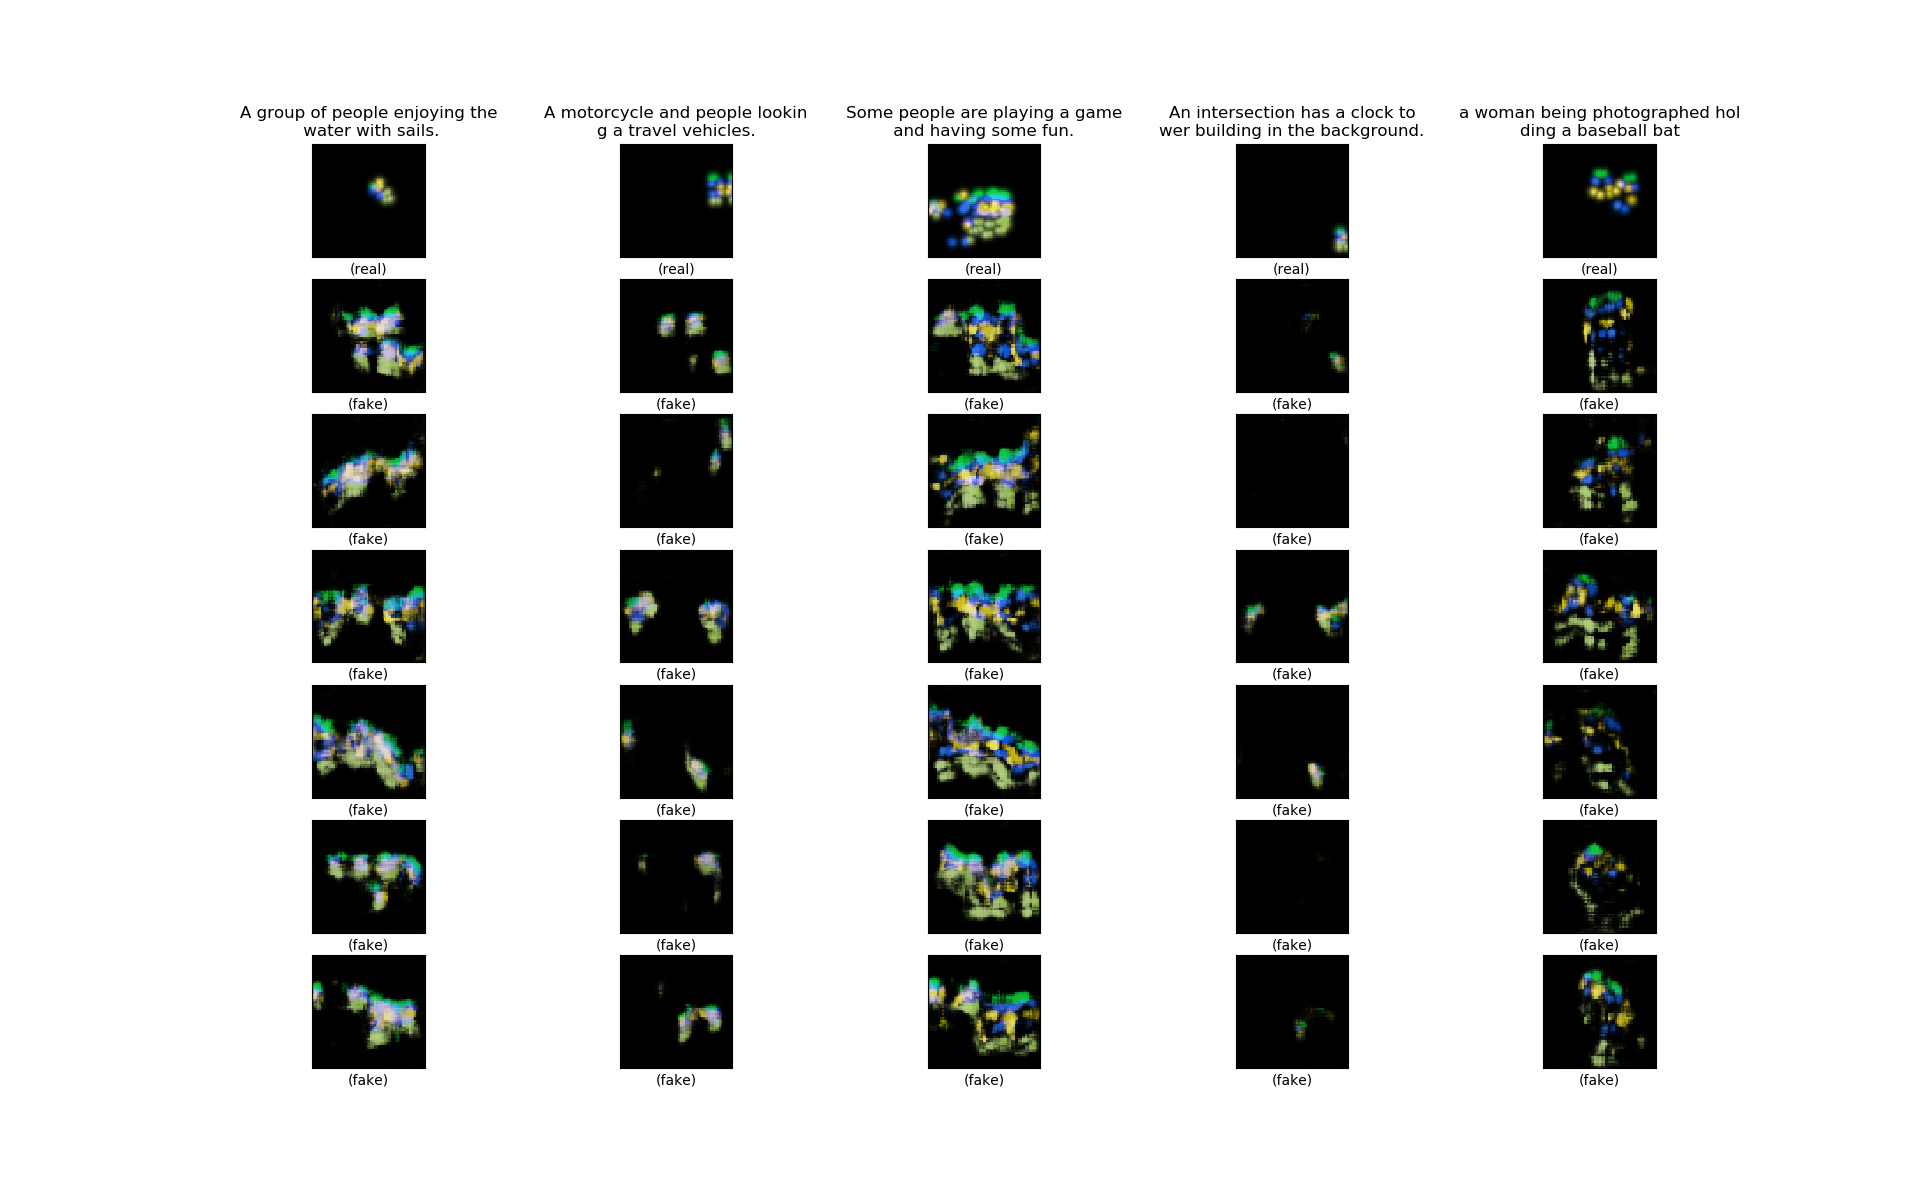 A group of people enjoying the
water with sails.
A motorcycle and people lookin
g a travel vehicles.
Some people are playing a game
and having some fun.
An intersection has a clock to
wer building in the background.
a woman being photographed hol
ding a baseball bat
(real) (real) (real) (real) (real)
(fake) (fake) (fake) (fake) (fake)
(fake) (fake) (fake) (fake) (fake)
(fake) (fake) (fake) (fake) (fake)
(fake) (fake) (fake) (fake) (fake)
(fake) (fake) (fake) (fake) (fake)
(fake) (fake) (fake) (fake) (fake)